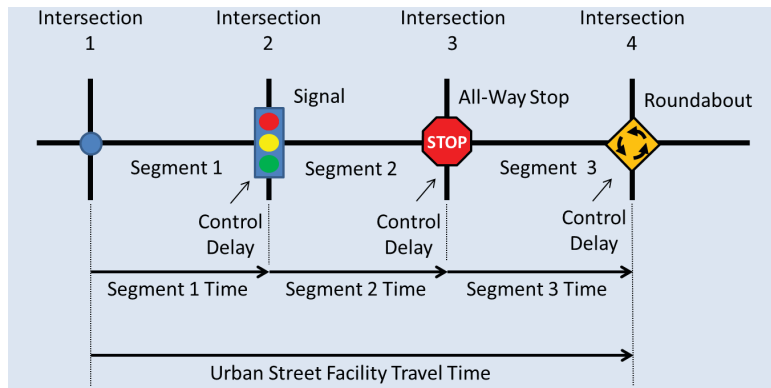 Intersection
1
Intersection
2
Intersection
3
Intersection
4
Signal
All-Way Stop
Roundabout
STOP
Segment 1
Segment 2
Segment 3
Control
Delay
Control
Delay
Control
Delay
Segment 1 Time
Segment 2 Time
Segment 3 Time
Urban Street Facility Travel Time